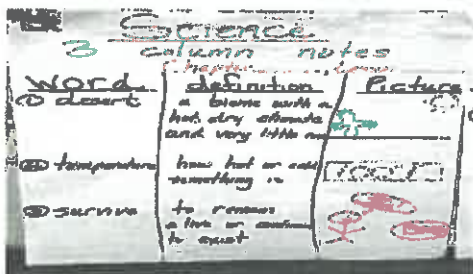 Science
3 column notes
Chapter
word
definition
Picture
① desert
a biome with a
hot, dry climate
and very little
② temperature
how hot or cold
something is
③ survive
to remain
alive or continue
to exist